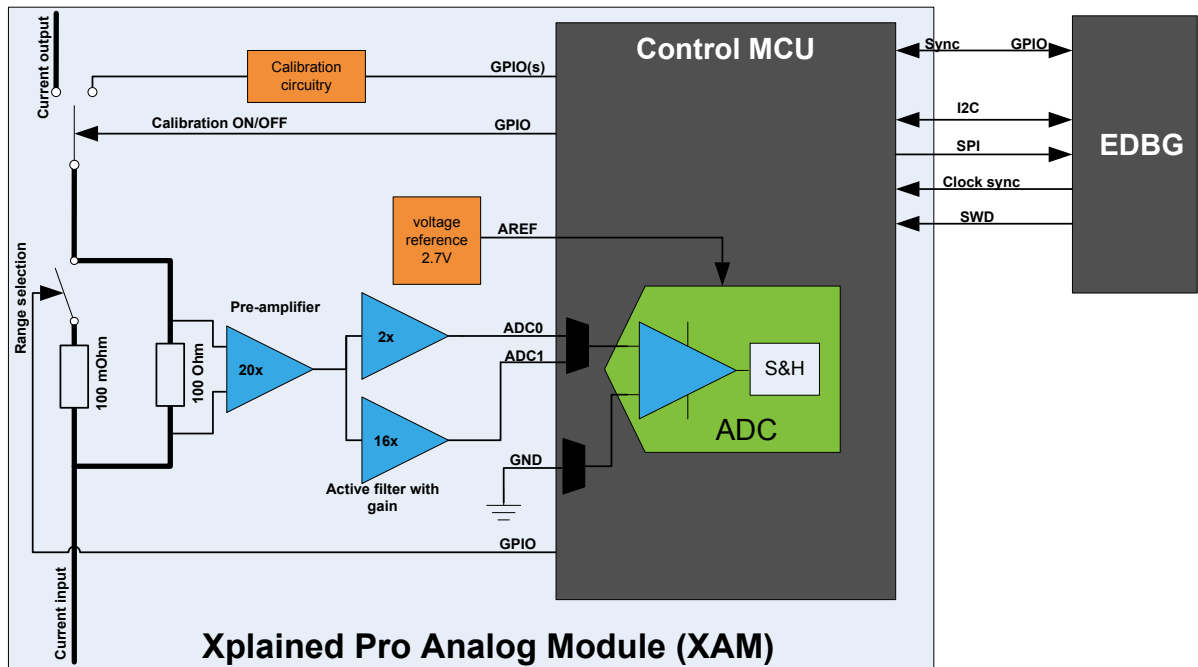 Current output
Calibration
circuitry
GPIO(s)
Control MCU
Sync
GPIO
Calibration ON/OFF
GPIO
I2C
SPI
EDBG
Clock sync
SWD
voltage
reference
2.7V
AREF
Range selection
Pre-amplifier
100 mOhm
100 Ohm
20x
2x
16x
ADC0
ADC1
S&H
ADC
GND
Active filter with
gain
GPIO
Current input
Xplained Pro Analog Module (XAM)